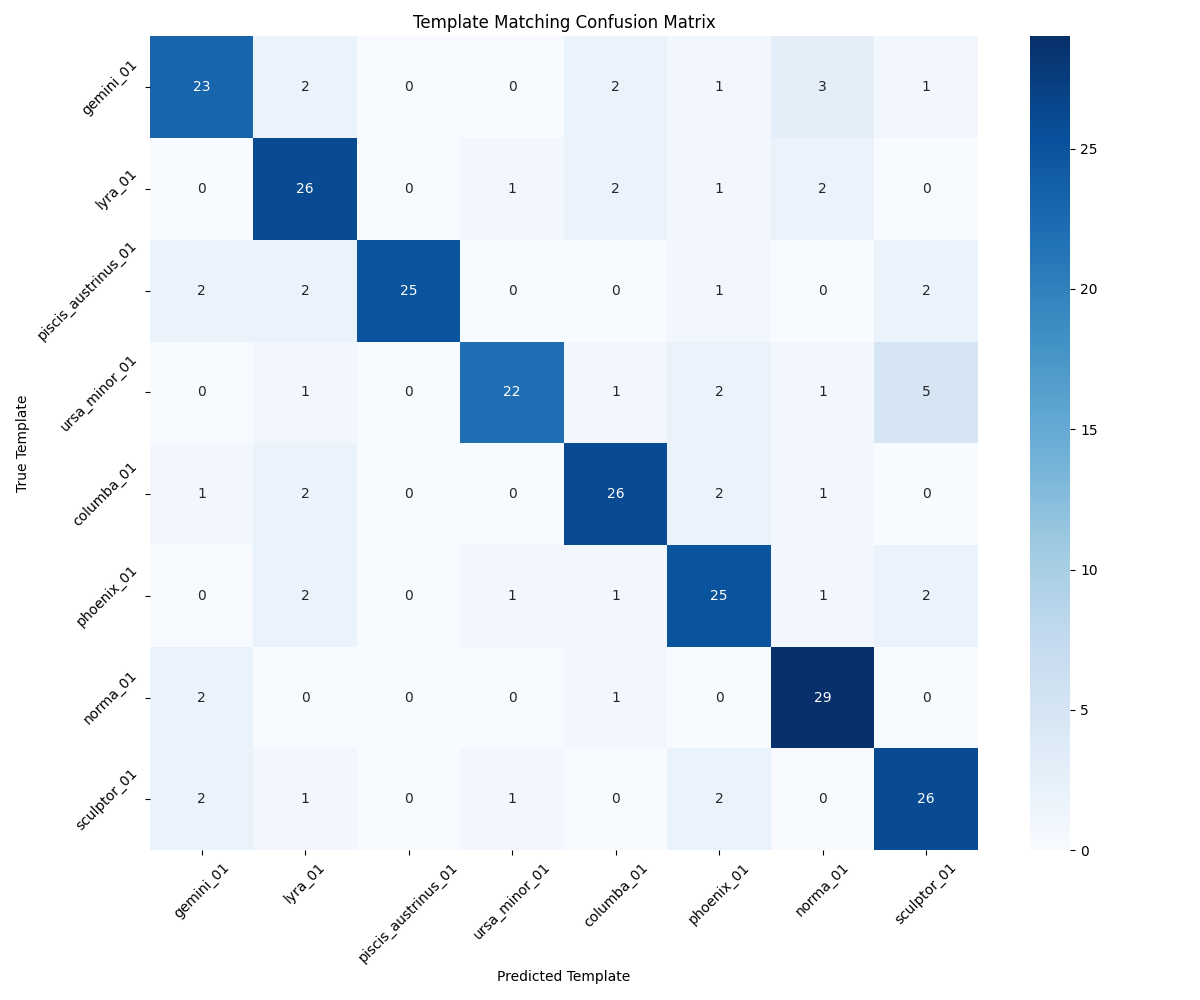 Template Matching Confusion Matrix
True Template
gemini_01 23 2 0 0 2 1 3 1
lyra_01 0 26 0 1 2 1 2 0
piscis_austrinus_01 2 2 25 0 0 1 0 2
ursa_minor_01 0 1 0 22 1 2 1 5
columba_01 1 2 0 0 26 2 1 0
phoenix_01 0 2 0 1 1 25 1 2
norma_01 2 0 0 0 1 0 29 0
sculptor_01 2 1 0 1 0 2 0 26
gemini_01 lyra_01 piscis_austrinus_01 ursa_minor_01 columba_01 phoenix_01 norma_01 sculptor_01
Predicted Template
25
20
15
10
5
0